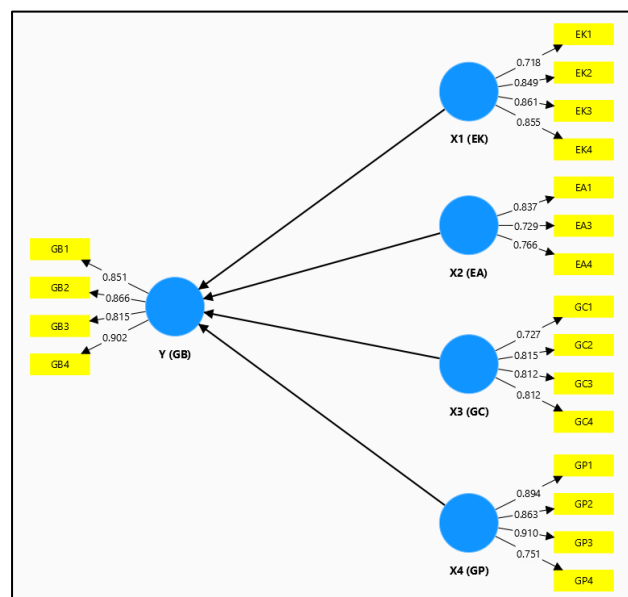 EK1
0.718
EK2
0.849
0.861
EK3
0.855
EK4
X1 (EK)
EA1
0.837
0.729
EA3
0.766
EA4
X2 (EA)
GB1
0.851
GB2
0.866
0.815
GB3
0.902
GB4
Y (GB)
GC1
0.727
GC2
0.815
0.812
GC3
0.812
GC4
X3 (GC)
GP1
0.894
GP2
0.863
0.910
GP3
0.751
GP4
X4 (GP)